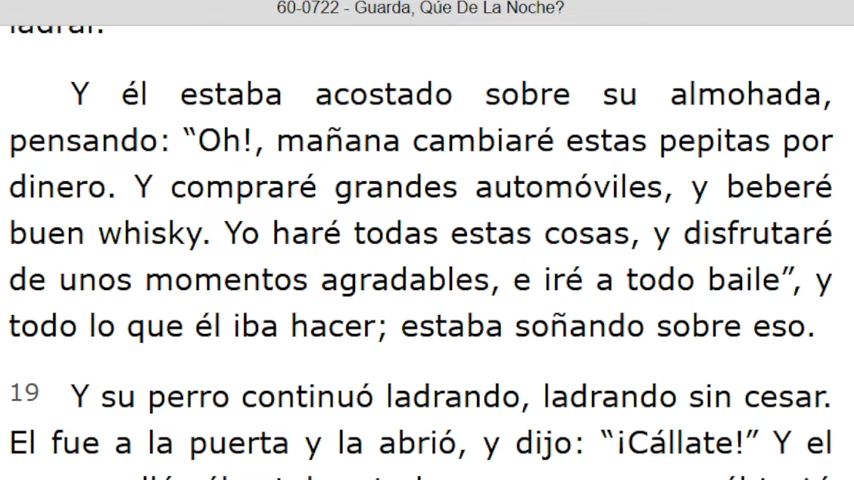 60-0722 - Guarda, Qúe De La Noche?
ladrar.
Y él estaba acostado sobre su almohada,
pensando: “Oh!, mañana cambiaré estas pepitas por
dinero. Y compraré grandes automóviles, y beberé
buen whisky. Yo haré todas estas cosas, y disfrutaré
de unos momentos agradables, e iré a todo baile”, y
todo lo que él iba hacer; estaba soñando sobre eso.
19 Y su perro continuó ladrando, ladrando sin cesar.
El fue a la puerta y la abrió, y dijo: “¡Cállate!” Y el